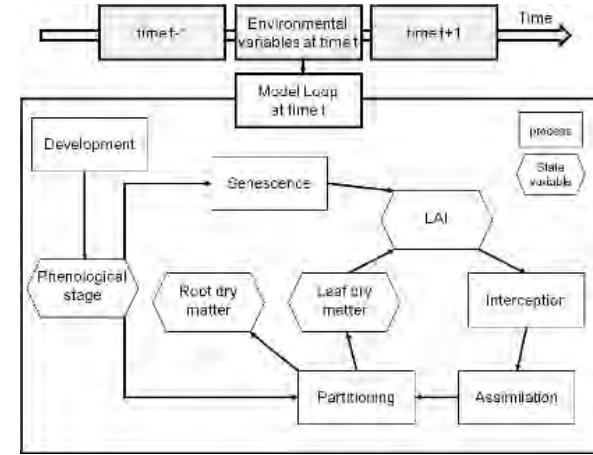 time t-1
Environmental
variables at time t
time t+1
Time
Model Loop
at time t
Development
process
State
variable
Senescence
LAI
Phenological
stage
Root dry
matter
Leaf dry
matter
Interception
Partitioning
Assimilation